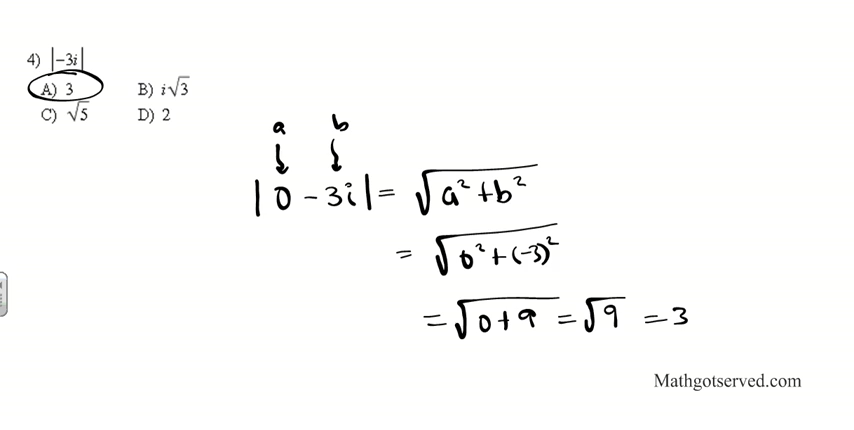 4) |−3i|
A) 3 B) i√3
C) √5 D) 2
a b
|0 − 3i| = √a² + b²
= √0² + (−3)²
= √0 + 9 = √9 = 3
Mathgotserved.com